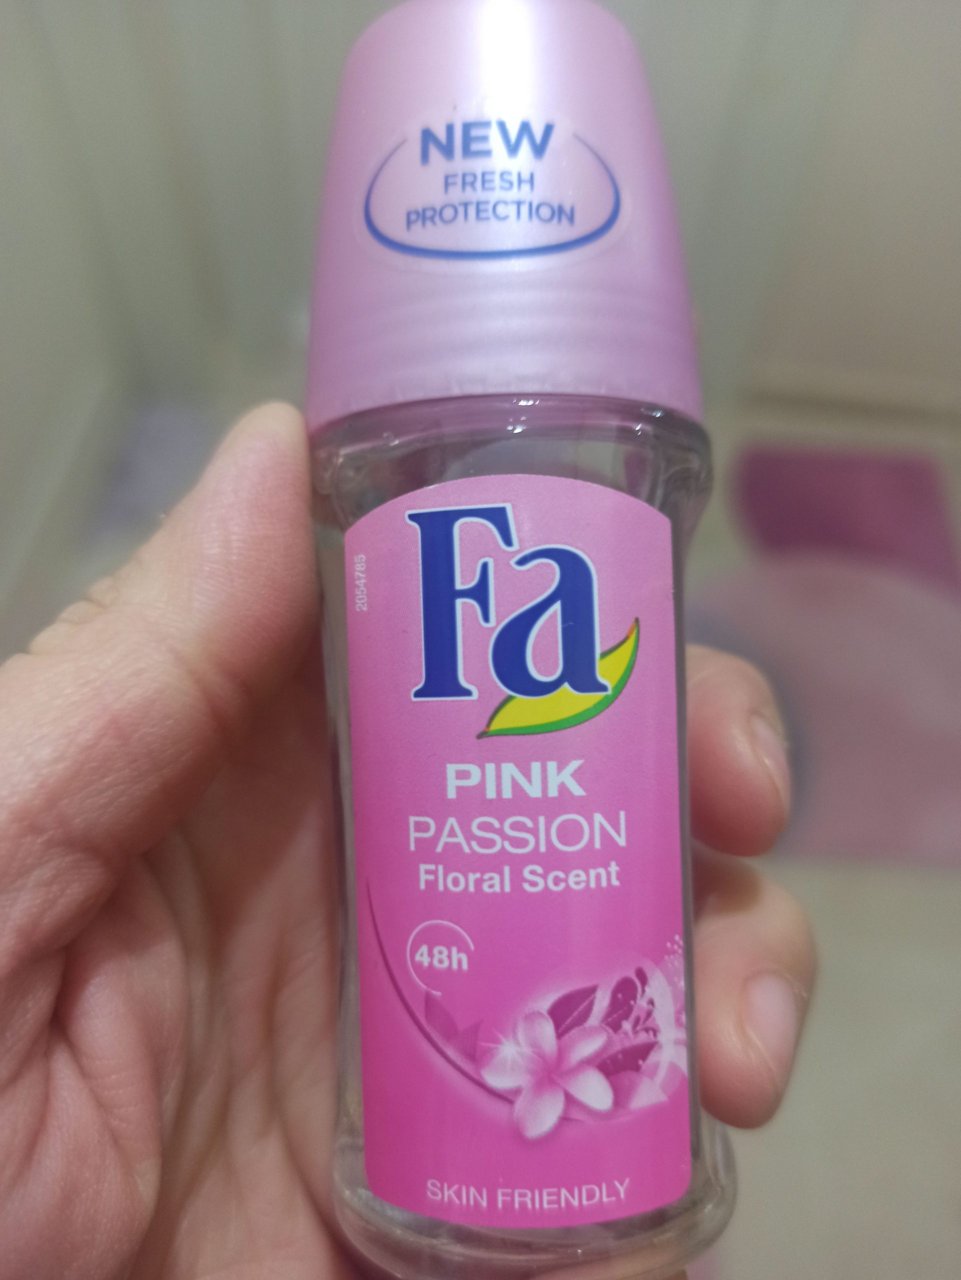 NEW
FRESH
PROTECTION
Fa
2054785
PINK
PASSION
Floral Scent
48h
SKIN FRIENDLY